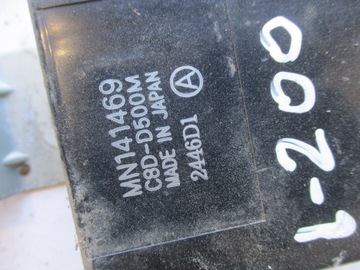 MN141469
C8D-D500M
MADE IN JAPAN
2446D1 A
L-200